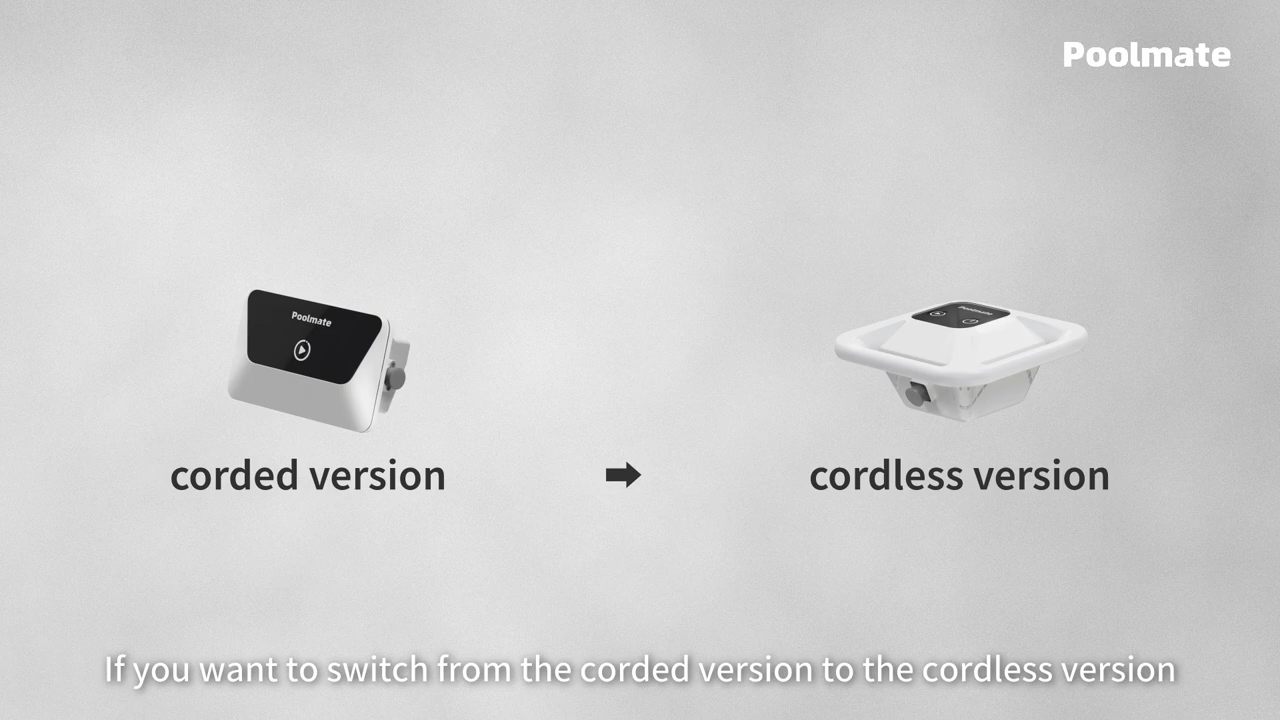 Poolmate
Poolmate
Poolmate
corded version
cordless version
If you want to switch from the corded version to the cordless version